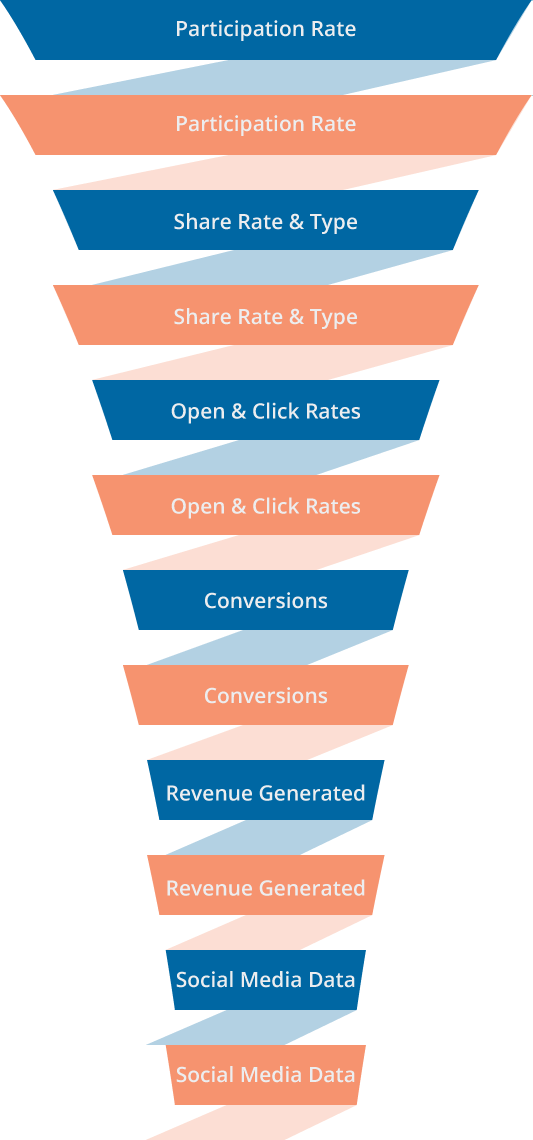 Participation Rate
Participation Rate
Share Rate & Type
Share Rate & Type
Open & Click Rates
Open & Click Rates
Conversions
Conversions
Revenue Generated
Revenue Generated
Social Media Data
Social Media Data